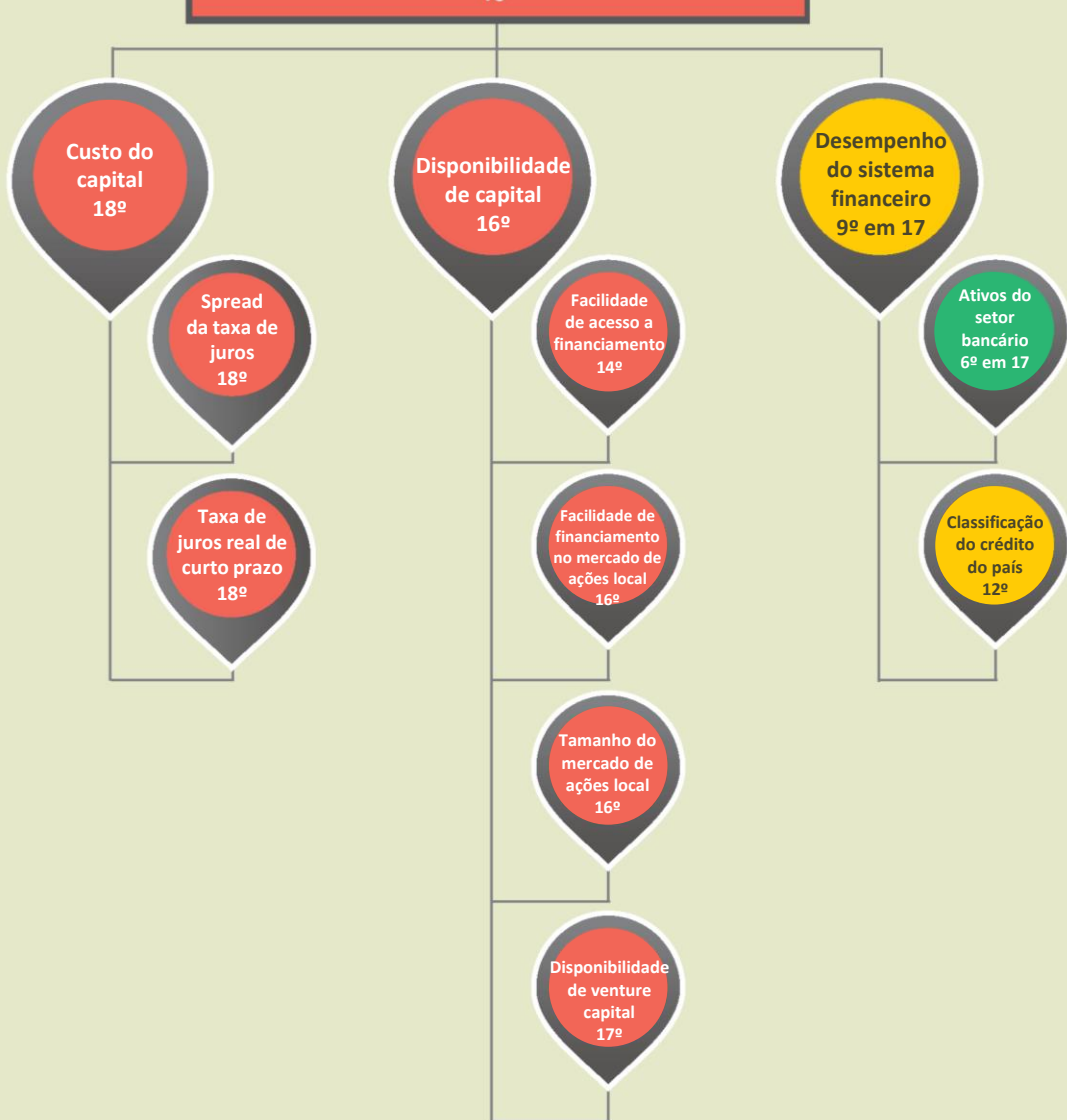 Custo do
capital
18º
Disponibilidade
de capital
16º
Desempenho
do sistema
financeiro
9º em 17
Spread
da taxa de
juros
18º
Facilidade
de acesso a
financiamento
14º
Ativos do
setor
bancário
6º em 17
Taxa de
juros real de
curto prazo
18º
Facilidade de
financiamento
no mercado de
ações local
16º
Classificação
do crédito
do país
12º
Tamanho do
mercado de
ações local
16º
Disponibilidade
de venture
capital
17º